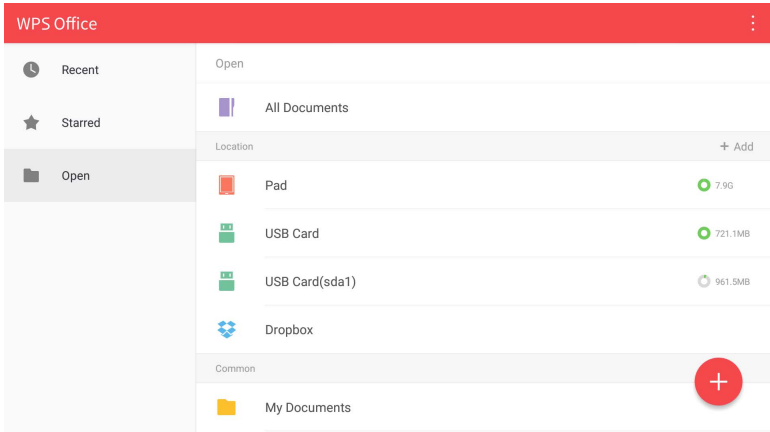 WPS Office
Recent
Starred
Open
Open
All Documents
Location
+ Add
Pad
7.9G
USB Card
721.1MB
USB Card(sda1)
961.5MB
Dropbox
Common
My Documents